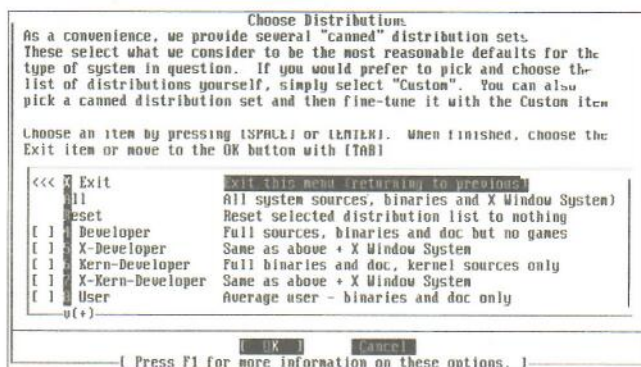 Choose Distributions
As a convenience, we provide several "canned" distribution sets.
These select what we consider to be the most reasonable defaults for the
type of system in question. If you would prefer to pick and choose the
list of distributions yourself, simply select "Custom". You can also
pick a canned distribution set and then fine-tune it with the Custom item
Choose an item by pressing [SPACE] or [ENTER]. When finished, choose the
Exit item or move to the OK button with [TAB]
<<< X Exit Exit this menu (returning to previous)
All All system sources, binaries and X Window System)
Reset Reset selected distribution list to nothing
[ ] 4 Developer Full sources, binaries and doc but no games
[ ] 5 X-Developer Same as above + X Window System
[ ] 6 Kern-Developer Full binaries and doc, kernel sources only
[ ] 7 X-Kern-Developer Same as above + X Window System
[ ] 8 User Average user - binaries and doc only
v(+)
[ OK ] Cancel
[ Press F1 for more information on these options. ]